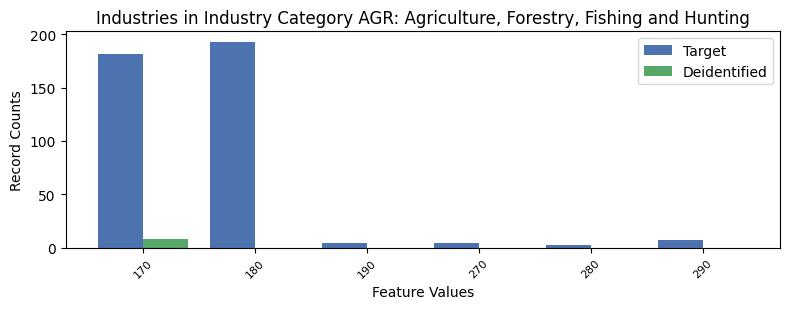 Industries in Industry Category AGR: Agriculture, Forestry, Fishing and Hunting
Target
Deidentified
Record Counts
200
150
100
50
0
170 180 190 270 280 290
Feature Values